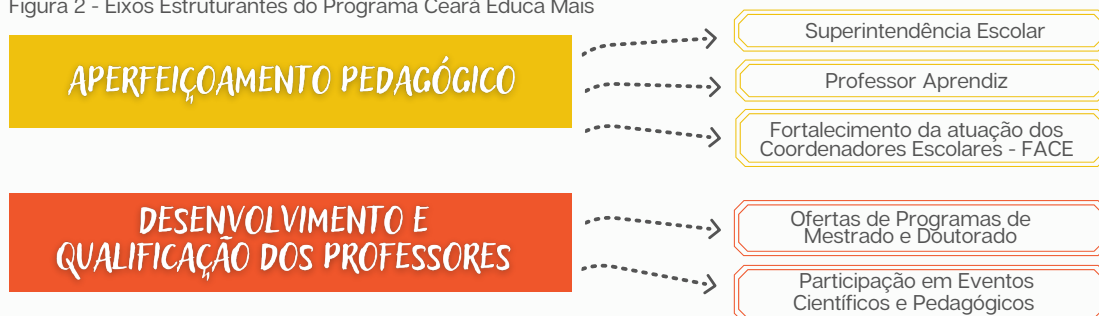 Figura 2 - Eixos Estruturantes do Programa Ceará Educa Mais
APERFEIÇOAMENTO PEDAGÓGICO
Superintendência Escolar
Professor Aprendiz
Fortalecimento da atuação dos
Coordenadores Escolares - FACE
DESENVOLVIMENTO E
QUALIFICAÇÃO DOS PROFESSORES
Ofertas de Programas de
Mestrado e Doutorado
Participação em Eventos
Científicos e Pedagógicos